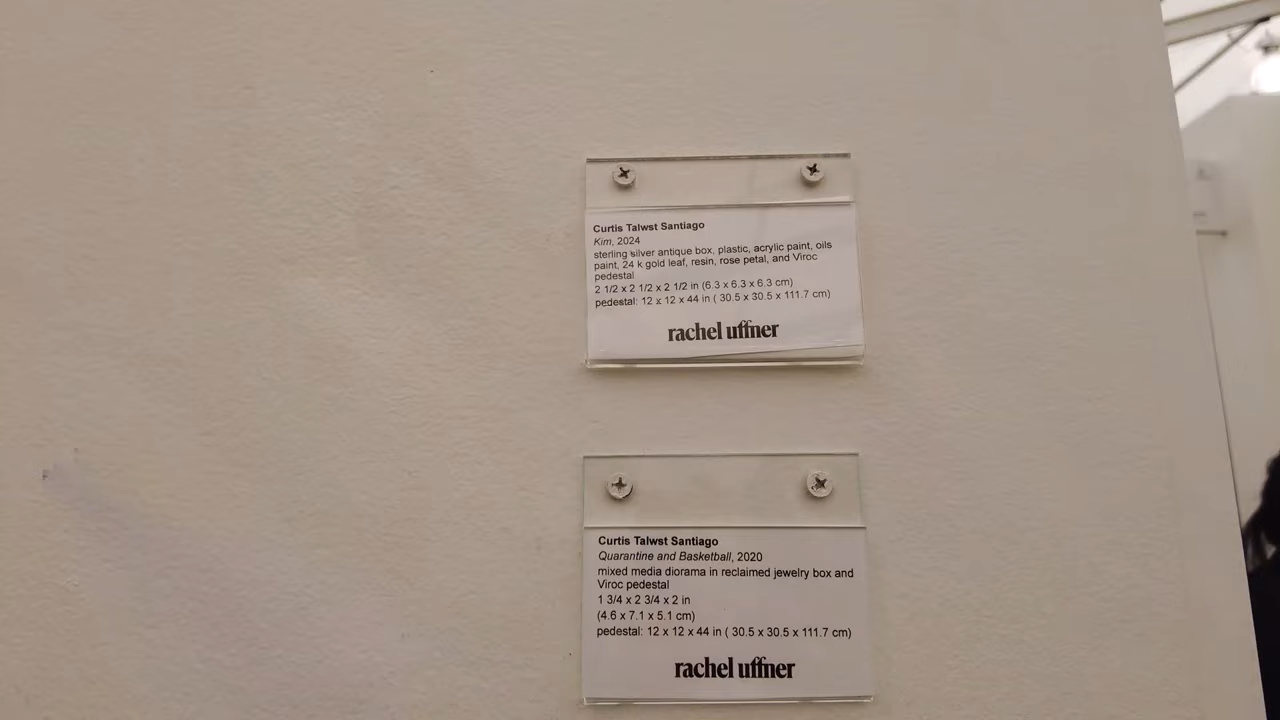 Curtis Talwst Santiago
Kim, 2024
sterling silver antique box, plastic, acrylic paint, oils
paint, 24 k gold leaf, resin, rose petal, and Viroc
pedestal
2 1/2 x 2 1/2 x 2 1/2 in (6.3 x 6.3 x 6.3 cm)
pedestal: 12 x 12 x 44 in ( 30.5 x 30.5 x 111.7 cm)
rachel uffner
Curtis Talwst Santiago
Quarantine and Basketball, 2020
mixed media diorama in reclaimed jewelry box and
Viroc pedestal
1 3/4 x 2 3/4 x 2 in
(4.6 x 7.1 x 5.1 cm)
pedestal: 12 x 12 x 44 in ( 30.5 x 30.5 x 111.7 cm)
rachel uffner